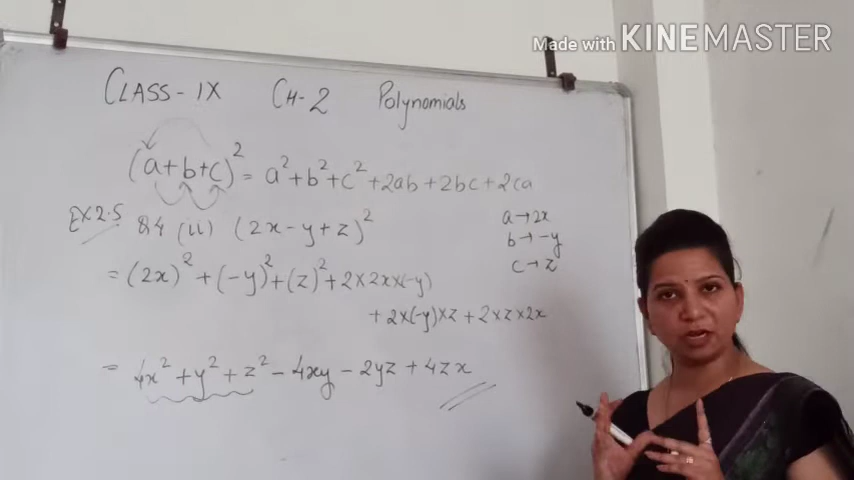 Made with KINEMASTER
CLASS-IX CH-2 Polynomials
(a+b+c)² = a²+b²+c²+2ab+2bc+2ca
EX 2.5 Q.4 (ii) (2x-y+z)²
a→2x
b→-y
c→z
= (2x)²+(-y)²+(z)²+2×2x×(-y)
+2×(-y)×z+2×z×2x
= 4x²+y²+z²-4xy-2yz+4zx